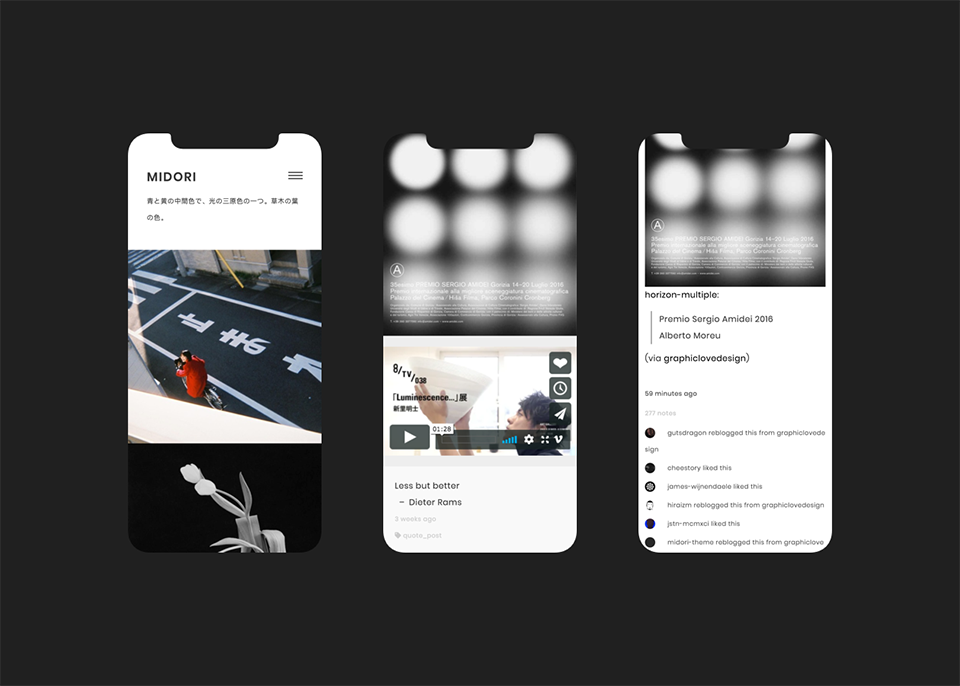 MIDORI
青と黄の中間色で、光の三原色の一つ。草木の葉
の色。
A
35esimo PREMIO SERGIO AMIDEI Gorizia 14–20 Luglio 2016
Premio internazionale alla migliore sceneggiatura cinematografica
Palazzo del Cinema / Hiša Filma, Parco Coronini Cronberg
8/TV/038
「Luminescence...」展
新里明士
01:28
Less but better
– Dieter Rams
3 weeks ago
quote_post
A
35esimo PREMIO SERGIO AMIDEI Gorizia 14–20 Luglio 2016
Premio internazionale alla migliore sceneggiatura cinematografica
Palazzo del Cinema / Hiša Filma, Parco Coronini Cronberg
horizon-multiple:
Premio Sergio Amidei 2016
Alberto Moreu
(via graphiclovedesign)
59 minutes ago
277 notes
gutsdragon reblogged this from graphiclovede
sign
cheestory liked this
james-wijnendaele liked this
hiraizm reblogged this from graphiclovedesign
jstn-mcmxci liked this
midori-theme reblogged this from graphiclove